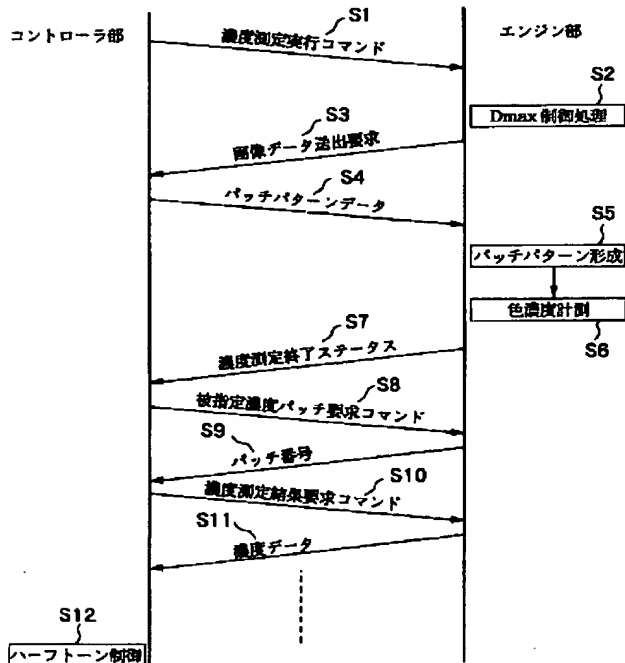 コントローラ部
エンジン部
S1
濃度測定実行コマンド
S2
Dmax 制御処理
S3
画像データ送出要求
S4
パッチパターンデータ
S5
パッチパターン形成
色濃度計測
S6
S7
濃度測定終了ステータス
S8
被指定濃度パッチ要求コマンド
S9
パッチ番号
S10
濃度測定結果要求コマンド
S11
濃度データ
S12
ハーフトーン制御